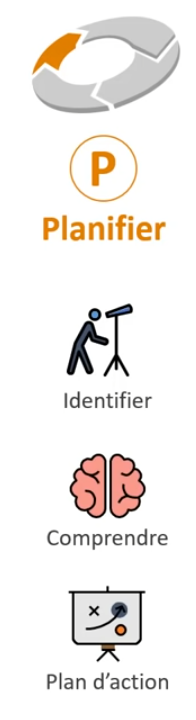 P
Planifier
Identifier
Comprendre
Plan d'action